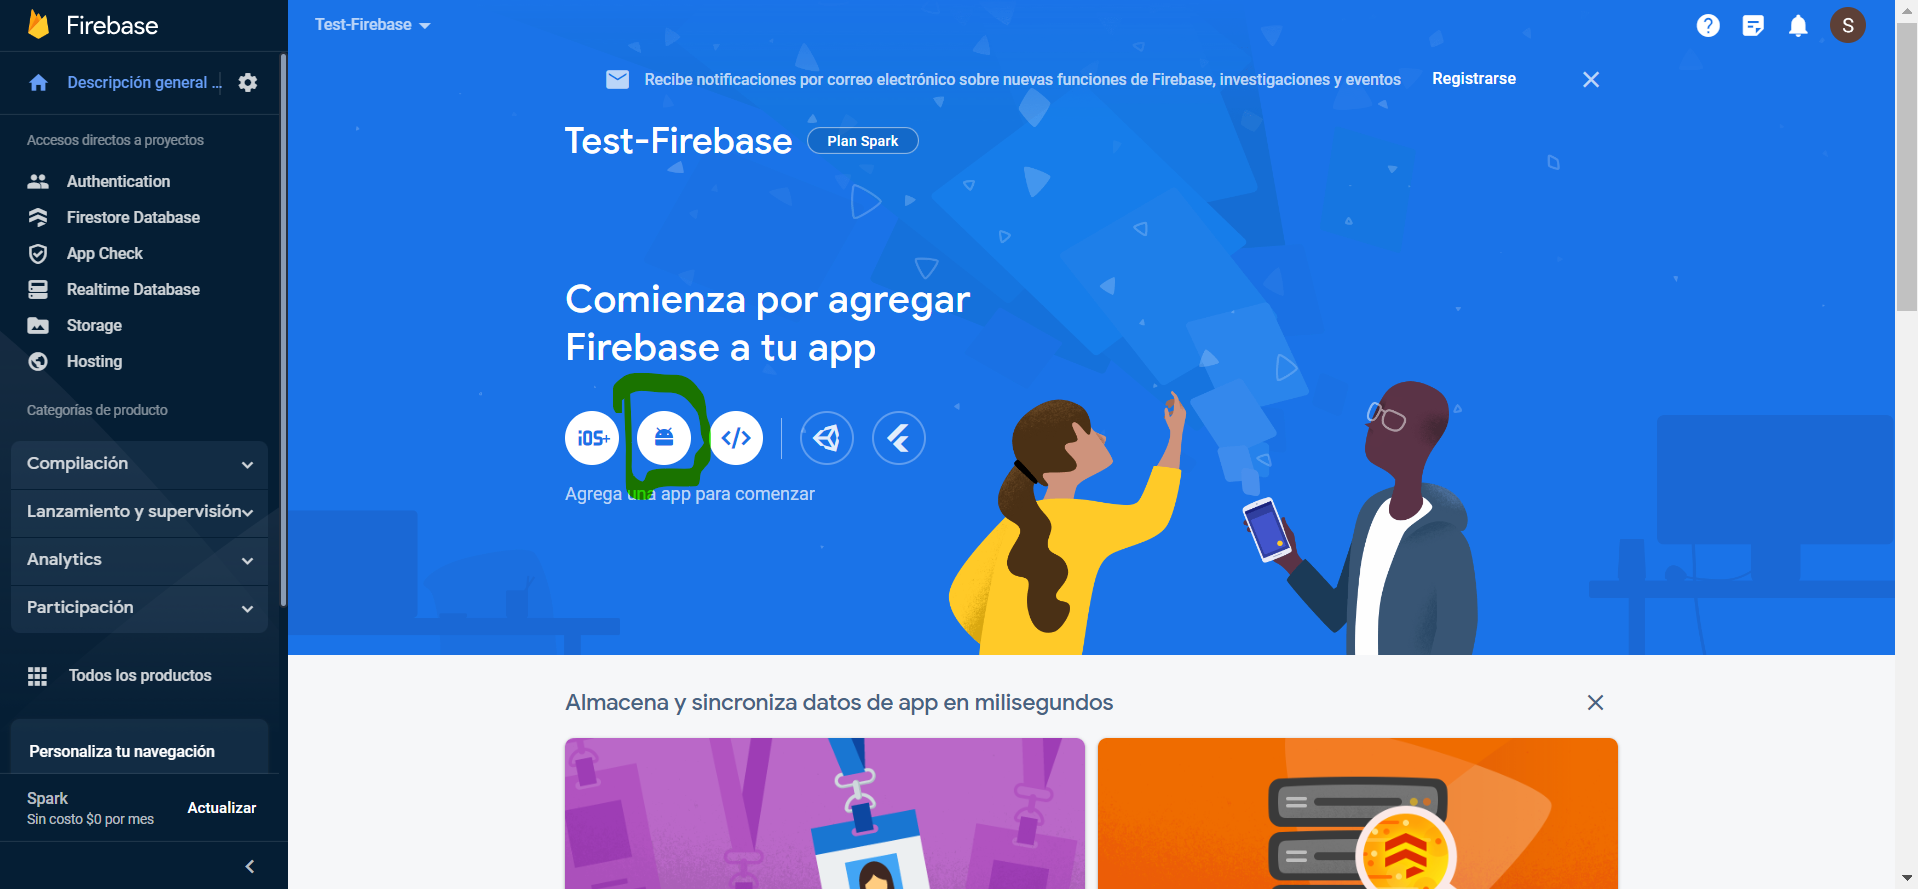 Firebase
Test-Firebase
Descripción general ...
Recibe notificaciones por correo electrónico sobre nuevas funciones de Firebase, investigaciones y eventos
Registrarse
S
Accesos directos a proyectos
Authentication
Firestore Database
App Check
Realtime Database
Storage
Hosting
Categorías de producto
Compilación
Lanzamiento y supervisión
Analytics
Participación
Todos los productos
Personaliza tu navegación
Spark
Sin costo $0 por mes
Actualizar
Test-Firebase
Plan Spark
Comienza por agregar
Firebase a tu app
iOS+
</>
Agrega una app para comenzar
Almacena y sincroniza datos de app en milisegundos